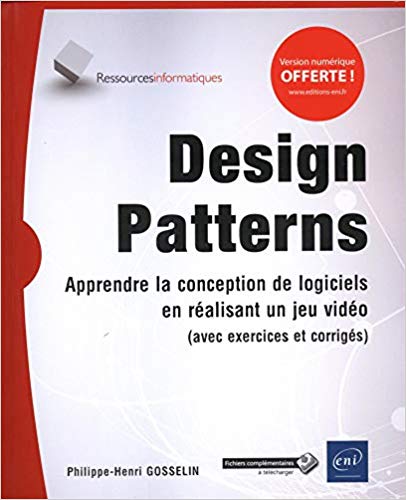 Ressourcesinformatiques
Version numérique
OFFERTE !
www.editions-eni.fr
Design
Patterns
Apprendre la conception de logiciels
en réalisant un jeu vidéo
(avec exercices et corrigés)
Philippe-Henri GOSSELIN
Fichiers complémentaires
à télécharger
eni